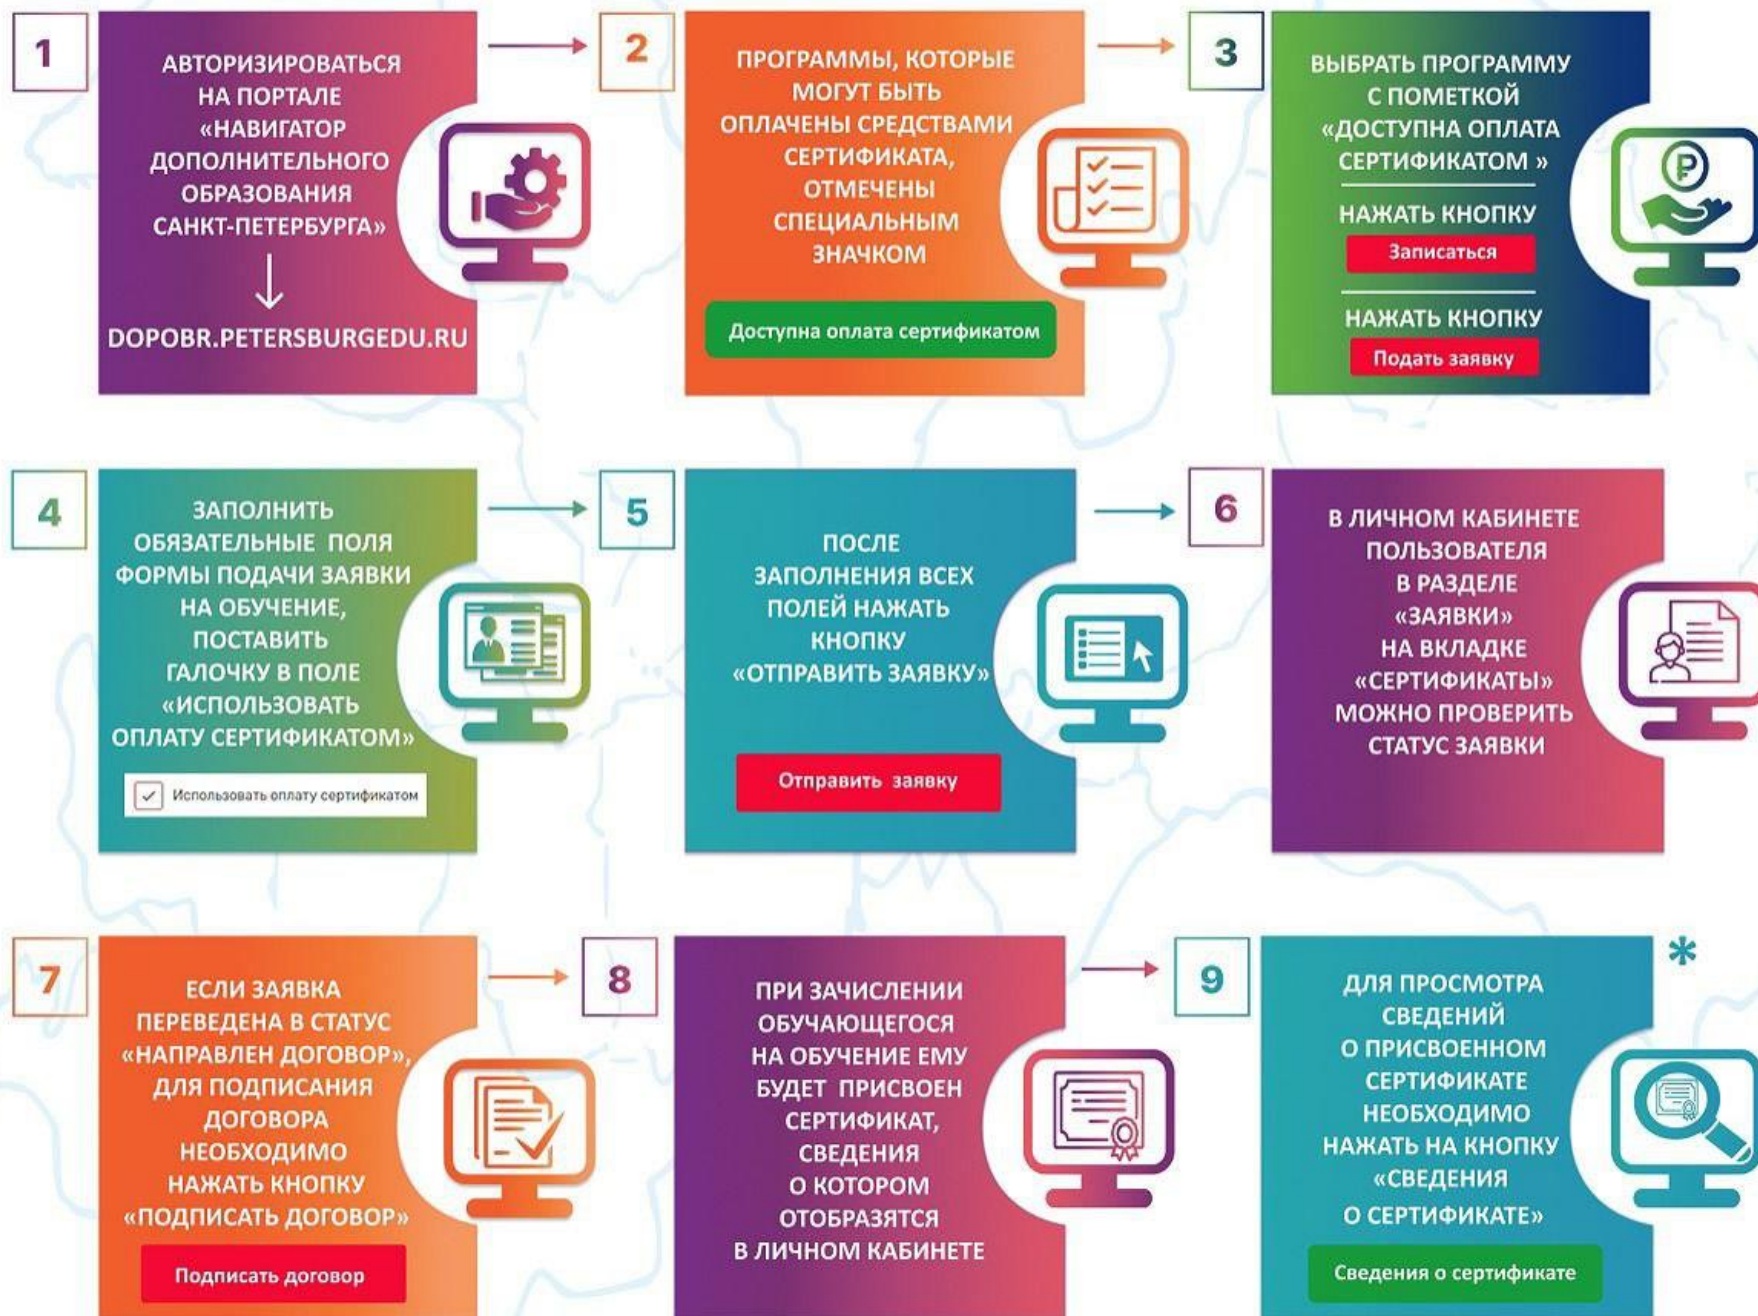 1
АВТОРИЗИРОВАТЬСЯ
НА ПОРТАЛЕ
«НАВИГАТОР
ДОПОЛНИТЕЛЬНОГО
ОБРАЗОВАНИЯ
САНКТ-ПЕТЕРБУРГА»
DOPOBR.PETERSBURGEDU.RU
2
ПРОГРАММЫ, КОТОРЫЕ
МОГУТ БЫТЬ
ОПЛАЧЕНЫ СРЕДСТВАМИ
СЕРТИФИКАТА,
ОТМЕЧЕНЫ
СПЕЦИАЛЬНЫМ
ЗНАЧКОМ
Доступна оплата сертификатом
3
ВЫБРАТЬ ПРОГРАММУ
С ПОМЕТКОЙ
«ДОСТУПНА ОПЛАТА
СЕРТИФИКАТОМ »
НАЖАТЬ КНОПКУ
Записаться
НАЖАТЬ КНОПКУ
Подать заявку
4
ЗАПОЛНИТЬ
ОБЯЗАТЕЛЬНЫЕ ПОЛЯ
ФОРМЫ ПОДАЧИ ЗАЯВКИ
НА ОБУЧЕНИЕ,
ПОСТАВИТЬ
ГАЛОЧКУ В ПОЛЕ
«ИСПОЛЬЗОВАТЬ
ОПЛАТУ СЕРТИФИКАТОМ»
Использовать оплату сертификатом
5
ПОСЛЕ
ЗАПОЛНЕНИЯ ВСЕХ
ПОЛЕЙ НАЖАТЬ
КНОПКУ
«ОТПРАВИТЬ ЗАЯВКУ»
Отправить заявку
6
В ЛИЧНОМ КАБИНЕТЕ
ПОЛЬЗОВАТЕЛЯ
В РАЗДЕЛЕ
«ЗАЯВКИ»
НА ВКЛАДКЕ
«СЕРТИФИКАТЫ»
МОЖНО ПРОВЕРИТЬ
СТАТУС ЗАЯВКИ
7
ЕСЛИ ЗАЯВКА
ПЕРЕВЕДЕНА В СТАТУС
«НАПРАВЛЕН ДОГОВОР»,
ДЛЯ ПОДПИСАНИЯ
ДОГОВОРА
НЕОБХОДИМО
НАЖАТЬ КНОПКУ
«ПОДПИСАТЬ ДОГОВОР»
Подписать договор
8
ПРИ ЗАЧИСЛЕНИИ
ОБУЧАЮЩЕГОСЯ
НА ОБУЧЕНИЕ ЕМУ
БУДЕТ ПРИСВОЕН
СЕРТИФИКАТ,
СВЕДЕНИЯ
О КОТОРОМ
ОТОБРАЗЯТСЯ
В ЛИЧНОМ КАБИНЕТЕ
9
*
ДЛЯ ПРОСМОТРА
СВЕДЕНИЙ
О ПРИСВОЕННОМ
СЕРТИФИКАТЕ
НЕОБХОДИМО
НАЖАТЬ НА КНОПКУ
«СВЕДЕНИЯ
О СЕРТИФИКАТЕ»
Сведения о сертификате